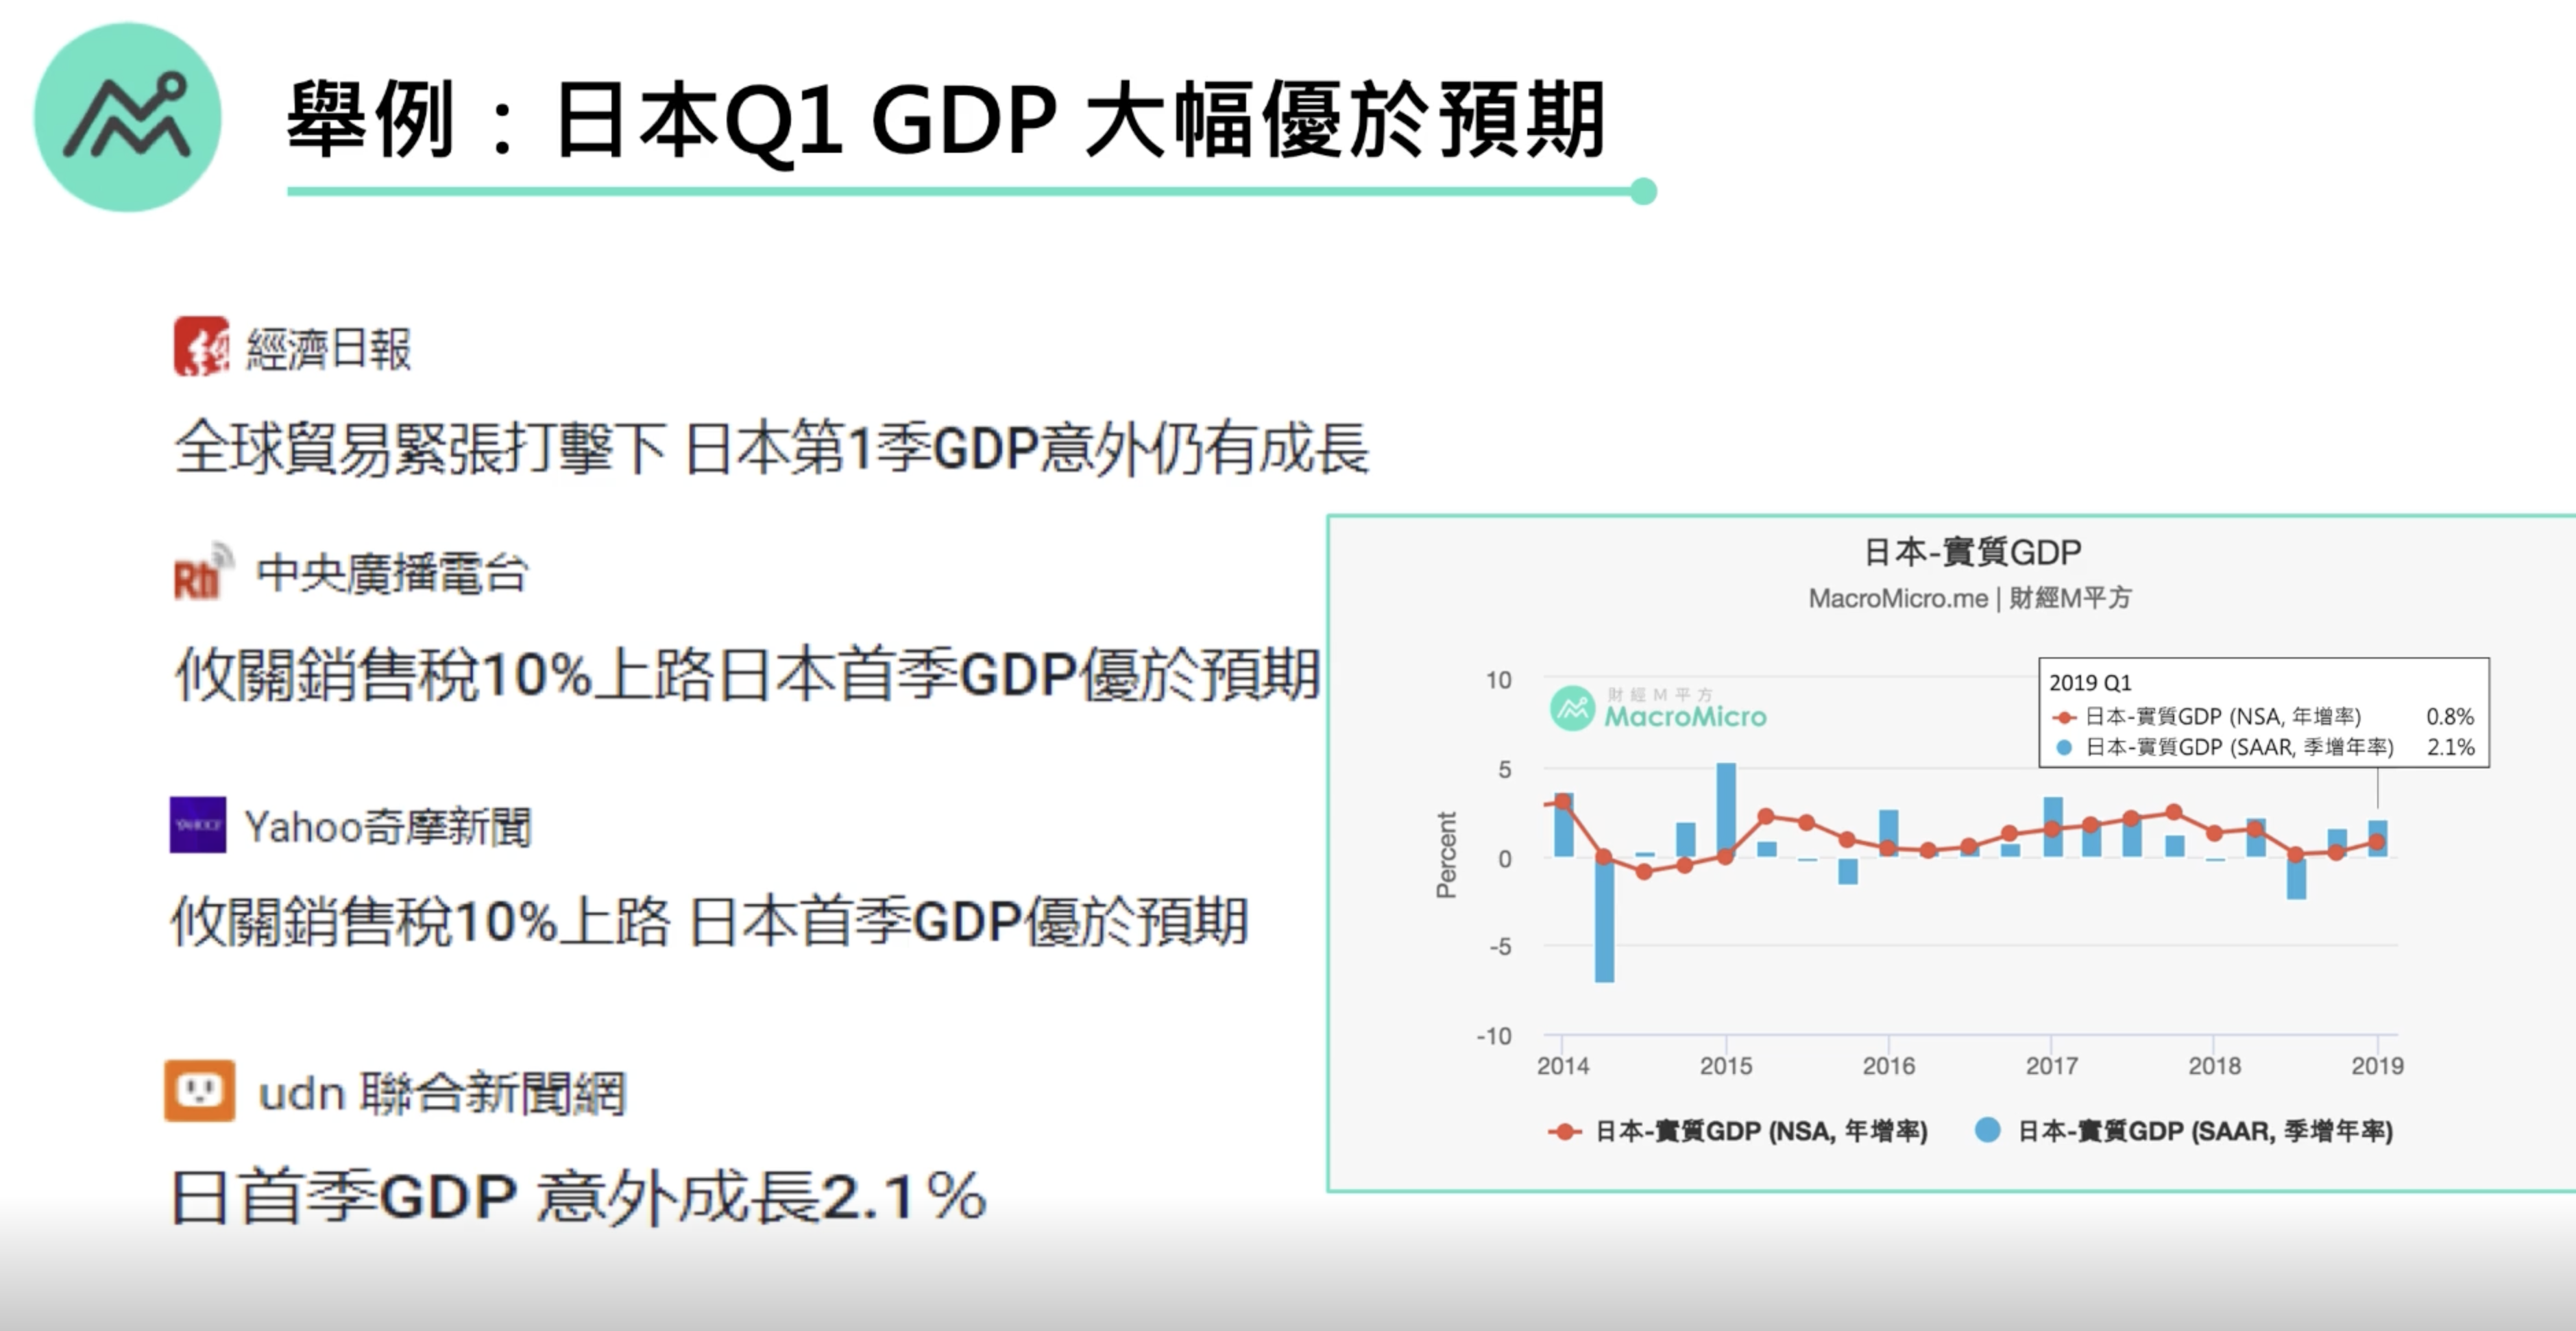 舉例：日本Q1 GDP 大幅優於預期
經濟日報
全球貿易緊張打擊下 日本第1季GDP意外仍有成長
Rti 中央廣播電台
攸關銷售稅10%上路日本首季GDP優於預期
YAHOO! Yahoo奇摩新聞
攸關銷售稅10%上路 日本首季GDP優於預期
udn 聯合新聞網
日首季GDP 意外成長2.1%
日本-實質GDP
MacroMicro.me | 財經M平方
財經M平方
MacroMicro
2019 Q1
日本-實質GDP (NSA, 年增率) 0.8%
日本-實質GDP (SAAR, 季增年率) 2.1%
Percent
10
5
0
-5
-10
2014 2015 2016 2017 2018 2019
日本-實質GDP (NSA, 年增率) 日本-實質GDP (SAAR, 季增年率)